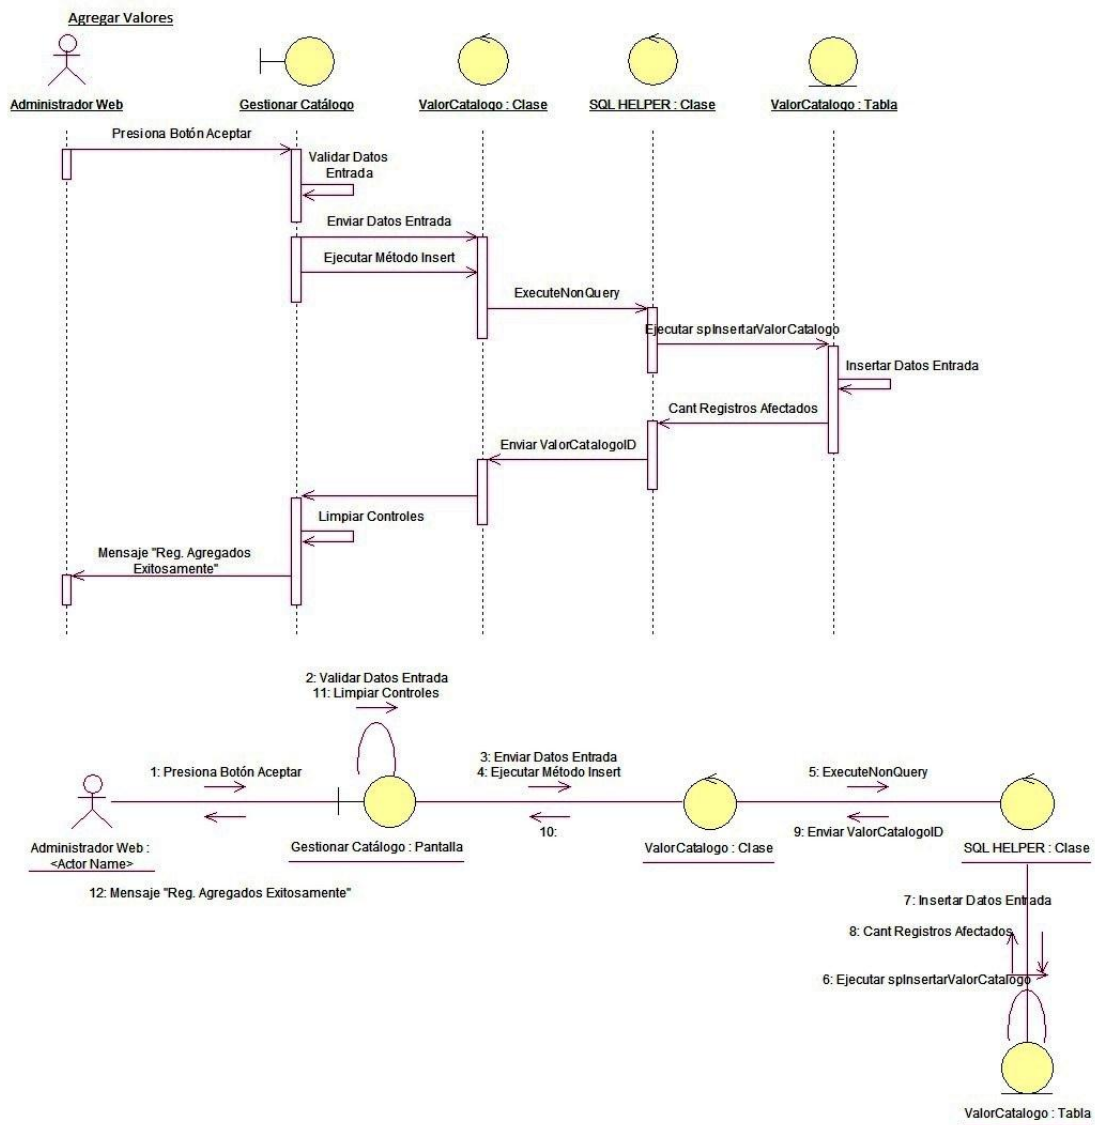 Agregar Valores
Administrador Web
Gestionar Catálogo
ValorCatalogo : Clase
SQL HELPER : Clase
ValorCatalogo : Tabla
Presiona Botón Aceptar
Validar Datos
Entrada
Enviar Datos Entrada
Ejecutar Método Insert
ExecuteNonQuery
Ejecutar spInsertarValorCatalogo
Insertar Datos Entrada
Cant Registros Afectados
Enviar ValorCatalogoID
Limpiar Controles
Mensaje "Reg. Agregados
Exitosamente"
2: Validar Datos Entrada
11: Limpiar Controles
1: Presiona Botón Aceptar
3: Enviar Datos Entrada
4: Ejecutar Método Insert
5: ExecuteNonQuery
10:
9: Enviar ValorCatalogoID
Administrador Web :
<Actor Name>
Gestionar Catálogo : Pantalla
ValorCatalogo : Clase
SQL HELPER : Clase
12: Mensaje "Reg. Agregados Exitosamente"
7: Insertar Datos Entrada
8: Cant Registros Afectados
6: Ejecutar spInsertarValorCatalogo
ValorCatalogo : Tabla